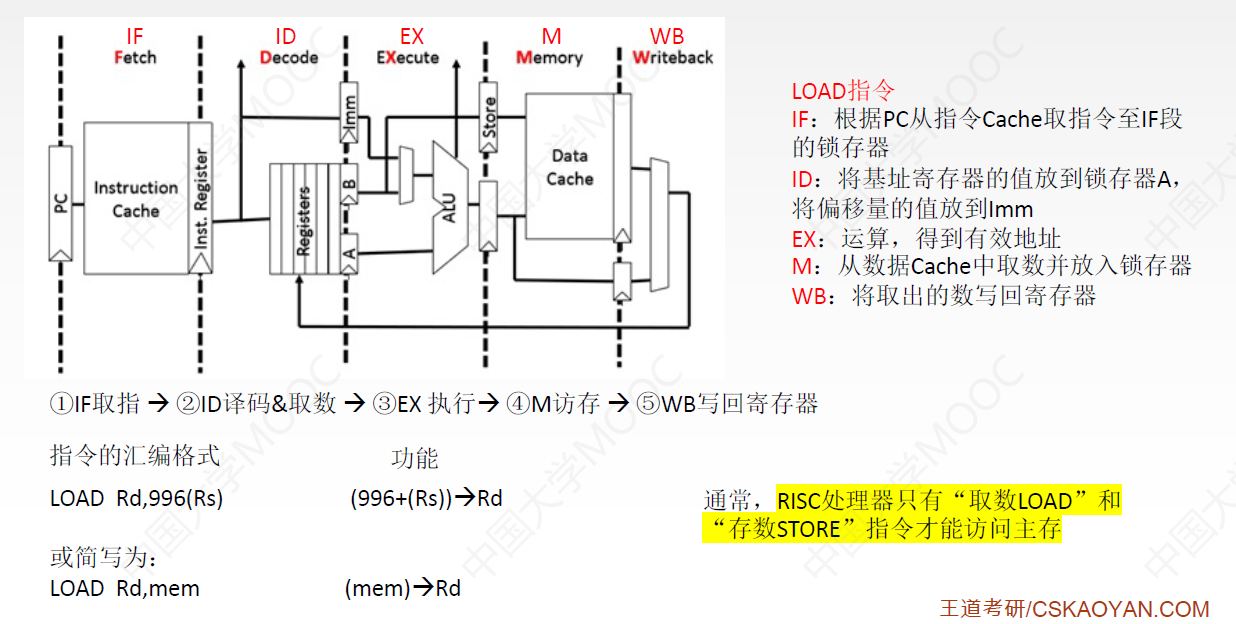 IF ID EX M WB
Fetch Decode EXecute Memory Writeback
PC
Instruction
Cache
Inst. Register
Registers
Imm
B
A
ALU
Store
Data
Cache
LOAD指令
IF：根据PC从指令Cache取指令至IF段
的锁存器
ID：将基址寄存器的值放到锁存器A，
将偏移量的值放到Imm
EX：运算，得到有效地址
M：从数据Cache中取数并放入锁存器
WB：将取出的数写回寄存器
①IF取指 → ②ID译码&取数 → ③EX 执行→ ④M访存 → ⑤WB写回寄存器
指令的汇编格式 功能
LOAD Rd,996(Rs) (996+(Rs))→Rd
或简写为：
LOAD Rd,mem (mem)→Rd
通常，RISC处理器只有“取数LOAD”和
“存数STORE”指令才能访问主存
王道考研/CSKAOYAN.COM
中国大学MOOC